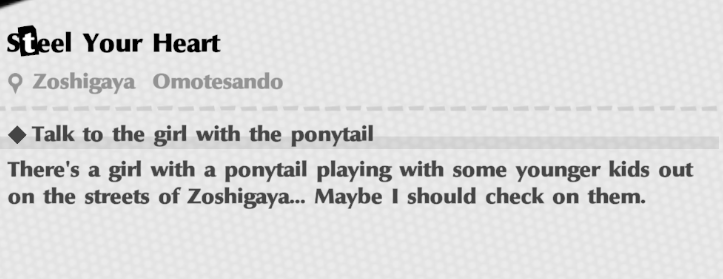 Steel Your Heart
Zoshigaya Omotesando
Talk to the girl with the ponytail
There's a girl with a ponytail playing with some younger kids out
on the streets of Zoshigaya... Maybe I should check on them.